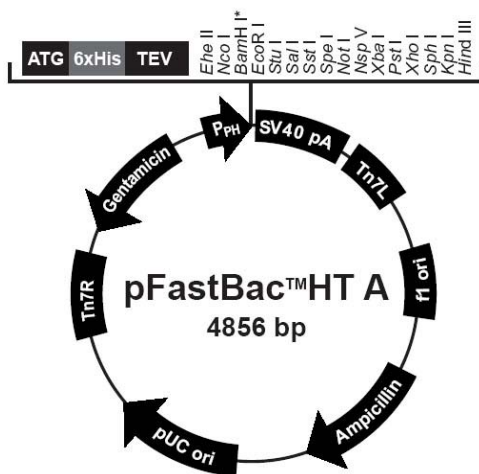 ATG 6xHis TEV Ehe II Nco I BamH I* EcoR I Stu I Sal I Sst I Spe I Not I Nsp V Xba I Pst I Xho I Sph I Kpn I Hind III
PPH SV40 pA
Gentamicin Tn7L
pFastBac™HT A
4856 bp
Tn7R f1 ori
pUC ori Ampicillin